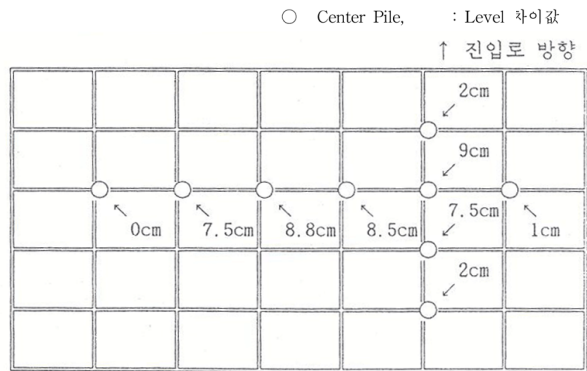 ○ Center Pile, : Level 차이값
↑ 진입로 방향
2cm
9cm
0cm 7.5cm 8.8cm 8.5cm 7.5cm 1cm
2cm